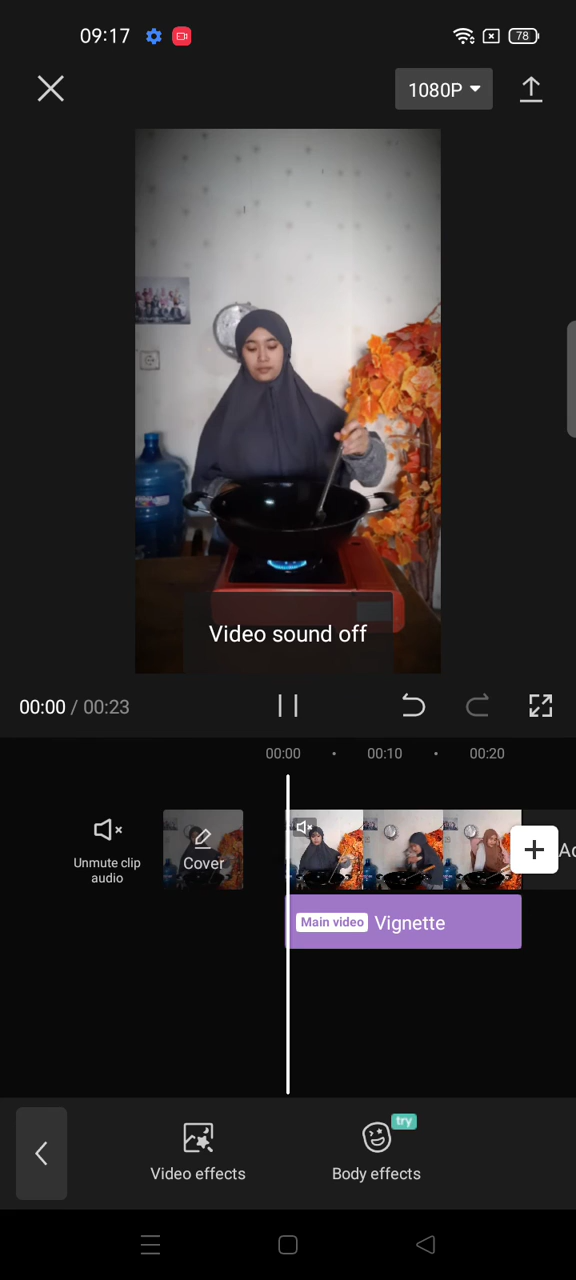 09:17
78
1080P
Video sound off
00:00 / 00:23
00:00
00:10
00:20
Unmute clip
audio
Cover
Main video Vignette
try
Video effects
Body effects